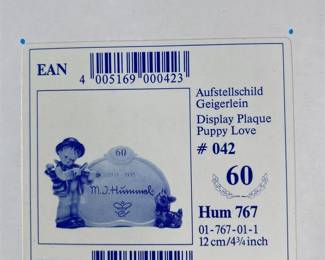 EAN
4 005169 000423
Aufstellschild
Geigerlein
Display Plaque
Puppy Love
# 042
60
Hum 767
01-767-01-1
12 cm/4¾ inch
60
M.J. Hummel